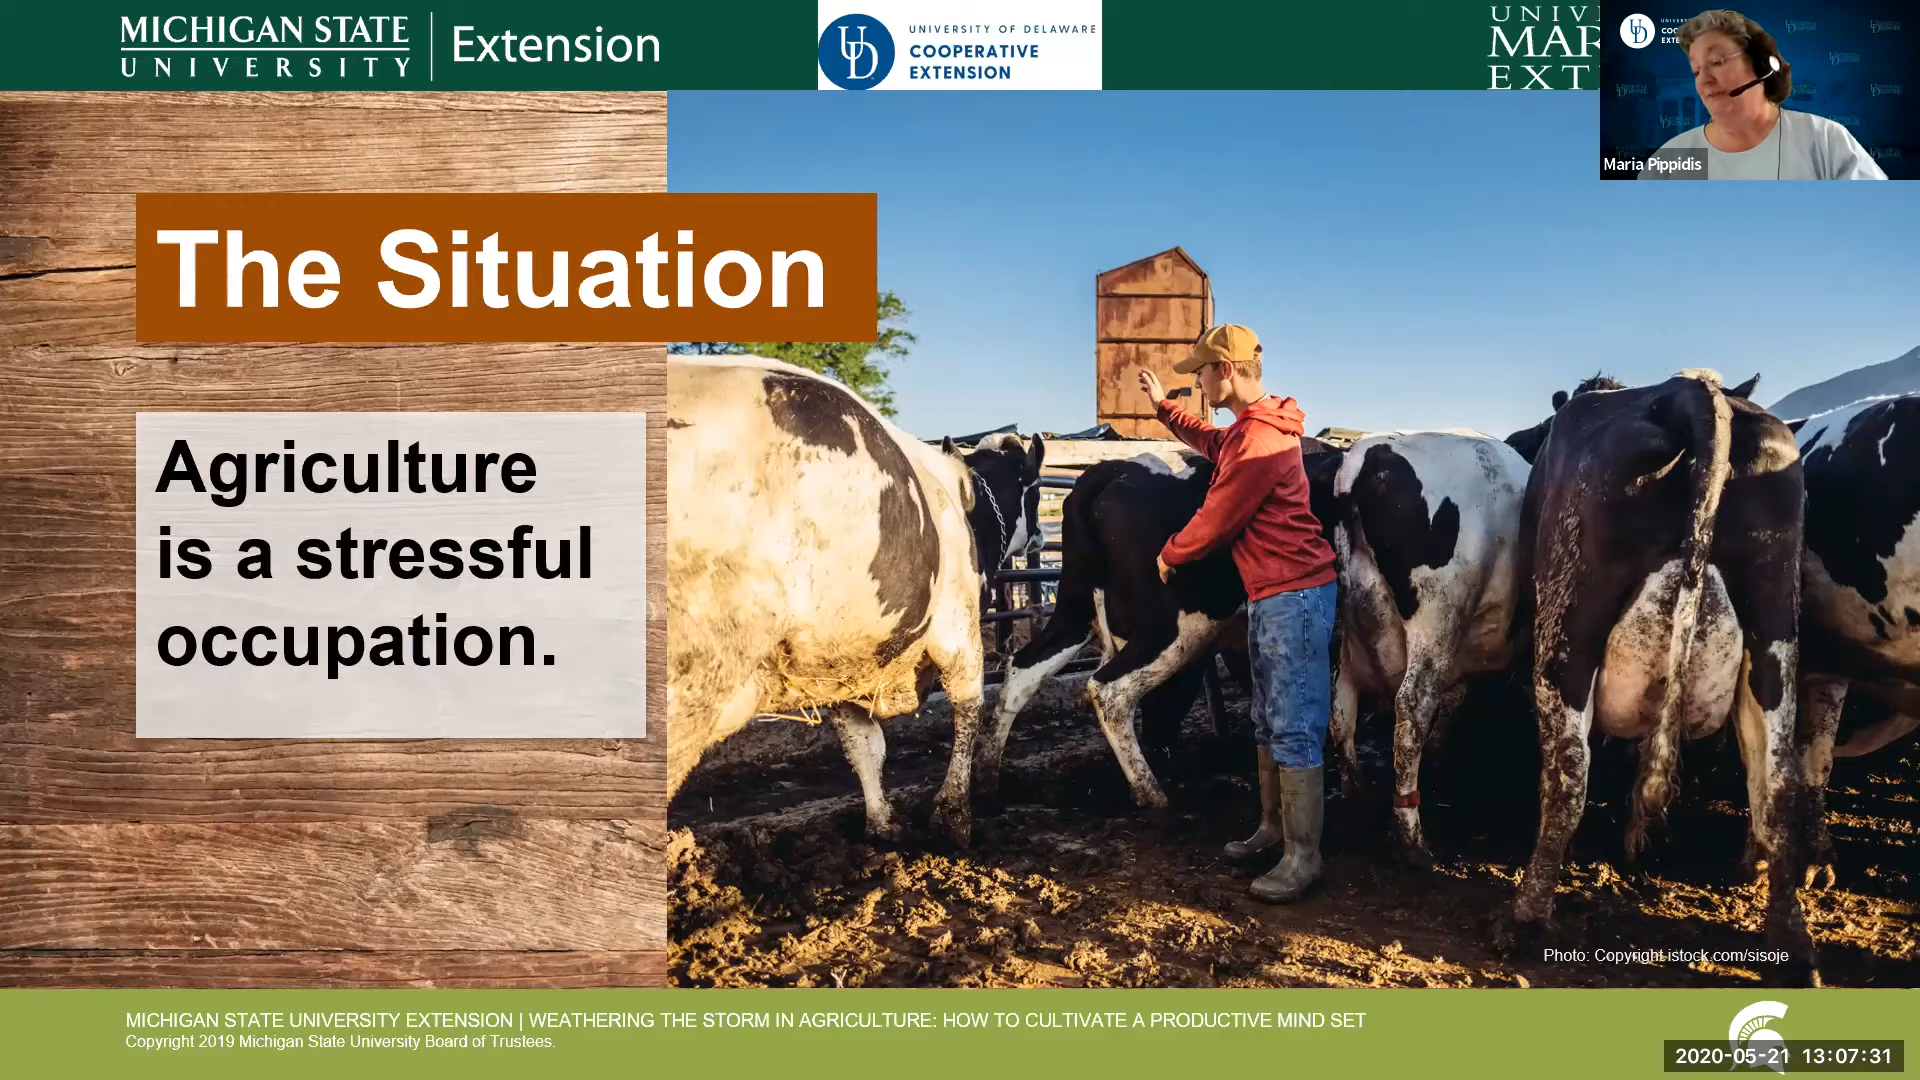 MICHIGAN STATE
UNIVERSITY
Extension
UNIVERSITY OF DELAWARE
COOPERATIVE
EXTENSION
UD
Maria Pippidis
The Situation
Agriculture
is a stressful
occupation.
Photo: Copyright istock.com/sisoje
MICHIGAN STATE UNIVERSITY EXTENSION | WEATHERING THE STORM IN AGRICULTURE: HOW TO CULTIVATE A PRODUCTIVE MIND SET
Copyright 2019 Michigan State University Board of Trustees.
2020-05-21 13:07:31